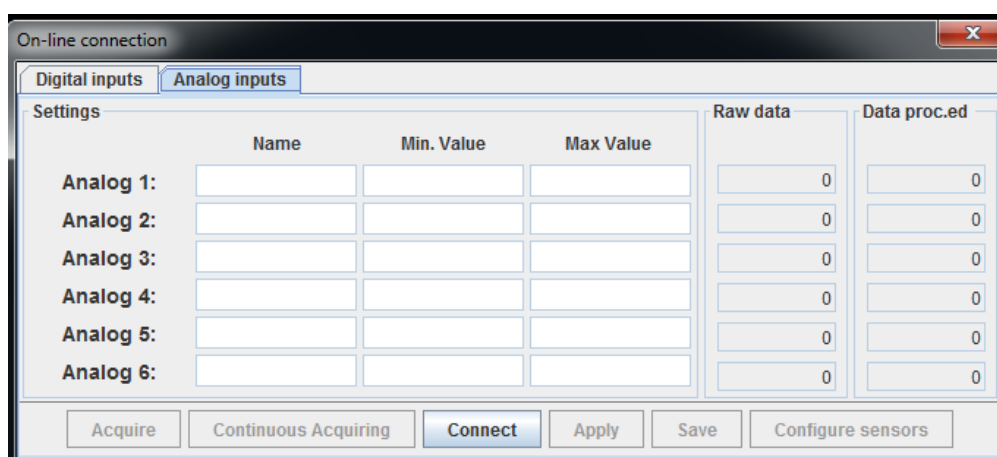 On-line connection
Digital inputs Analog inputs
Settings Raw data Data proc.ed
Name Min. Value Max Value
Analog 1: 0 0
Analog 2: 0 0
Analog 3: 0 0
Analog 4: 0 0
Analog 5: 0 0
Analog 6: 0 0
Acquire Continuous Acquiring Connect Apply Save Configure sensors